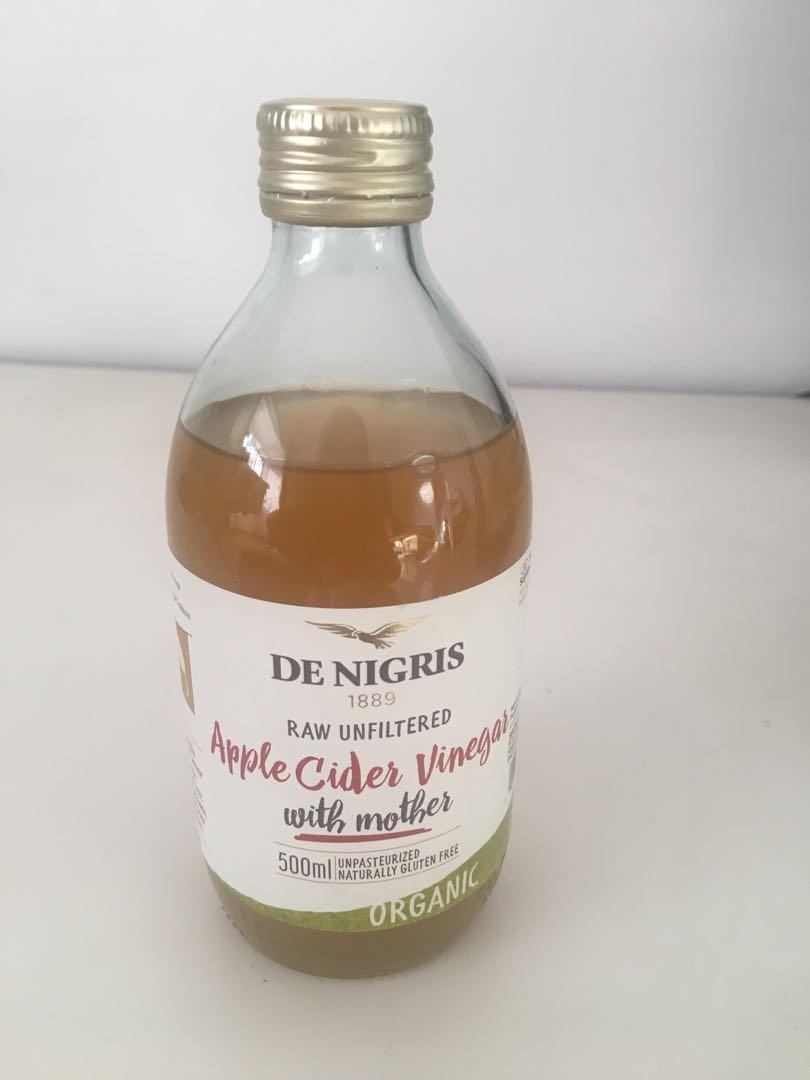 DE NIGRIS
1889
RAW UNFILTERED
Apple Cider Vinegar
with mother
500ml
UNPASTEURIZED
NATURALLY GLUTEN FREE
ORGANIC